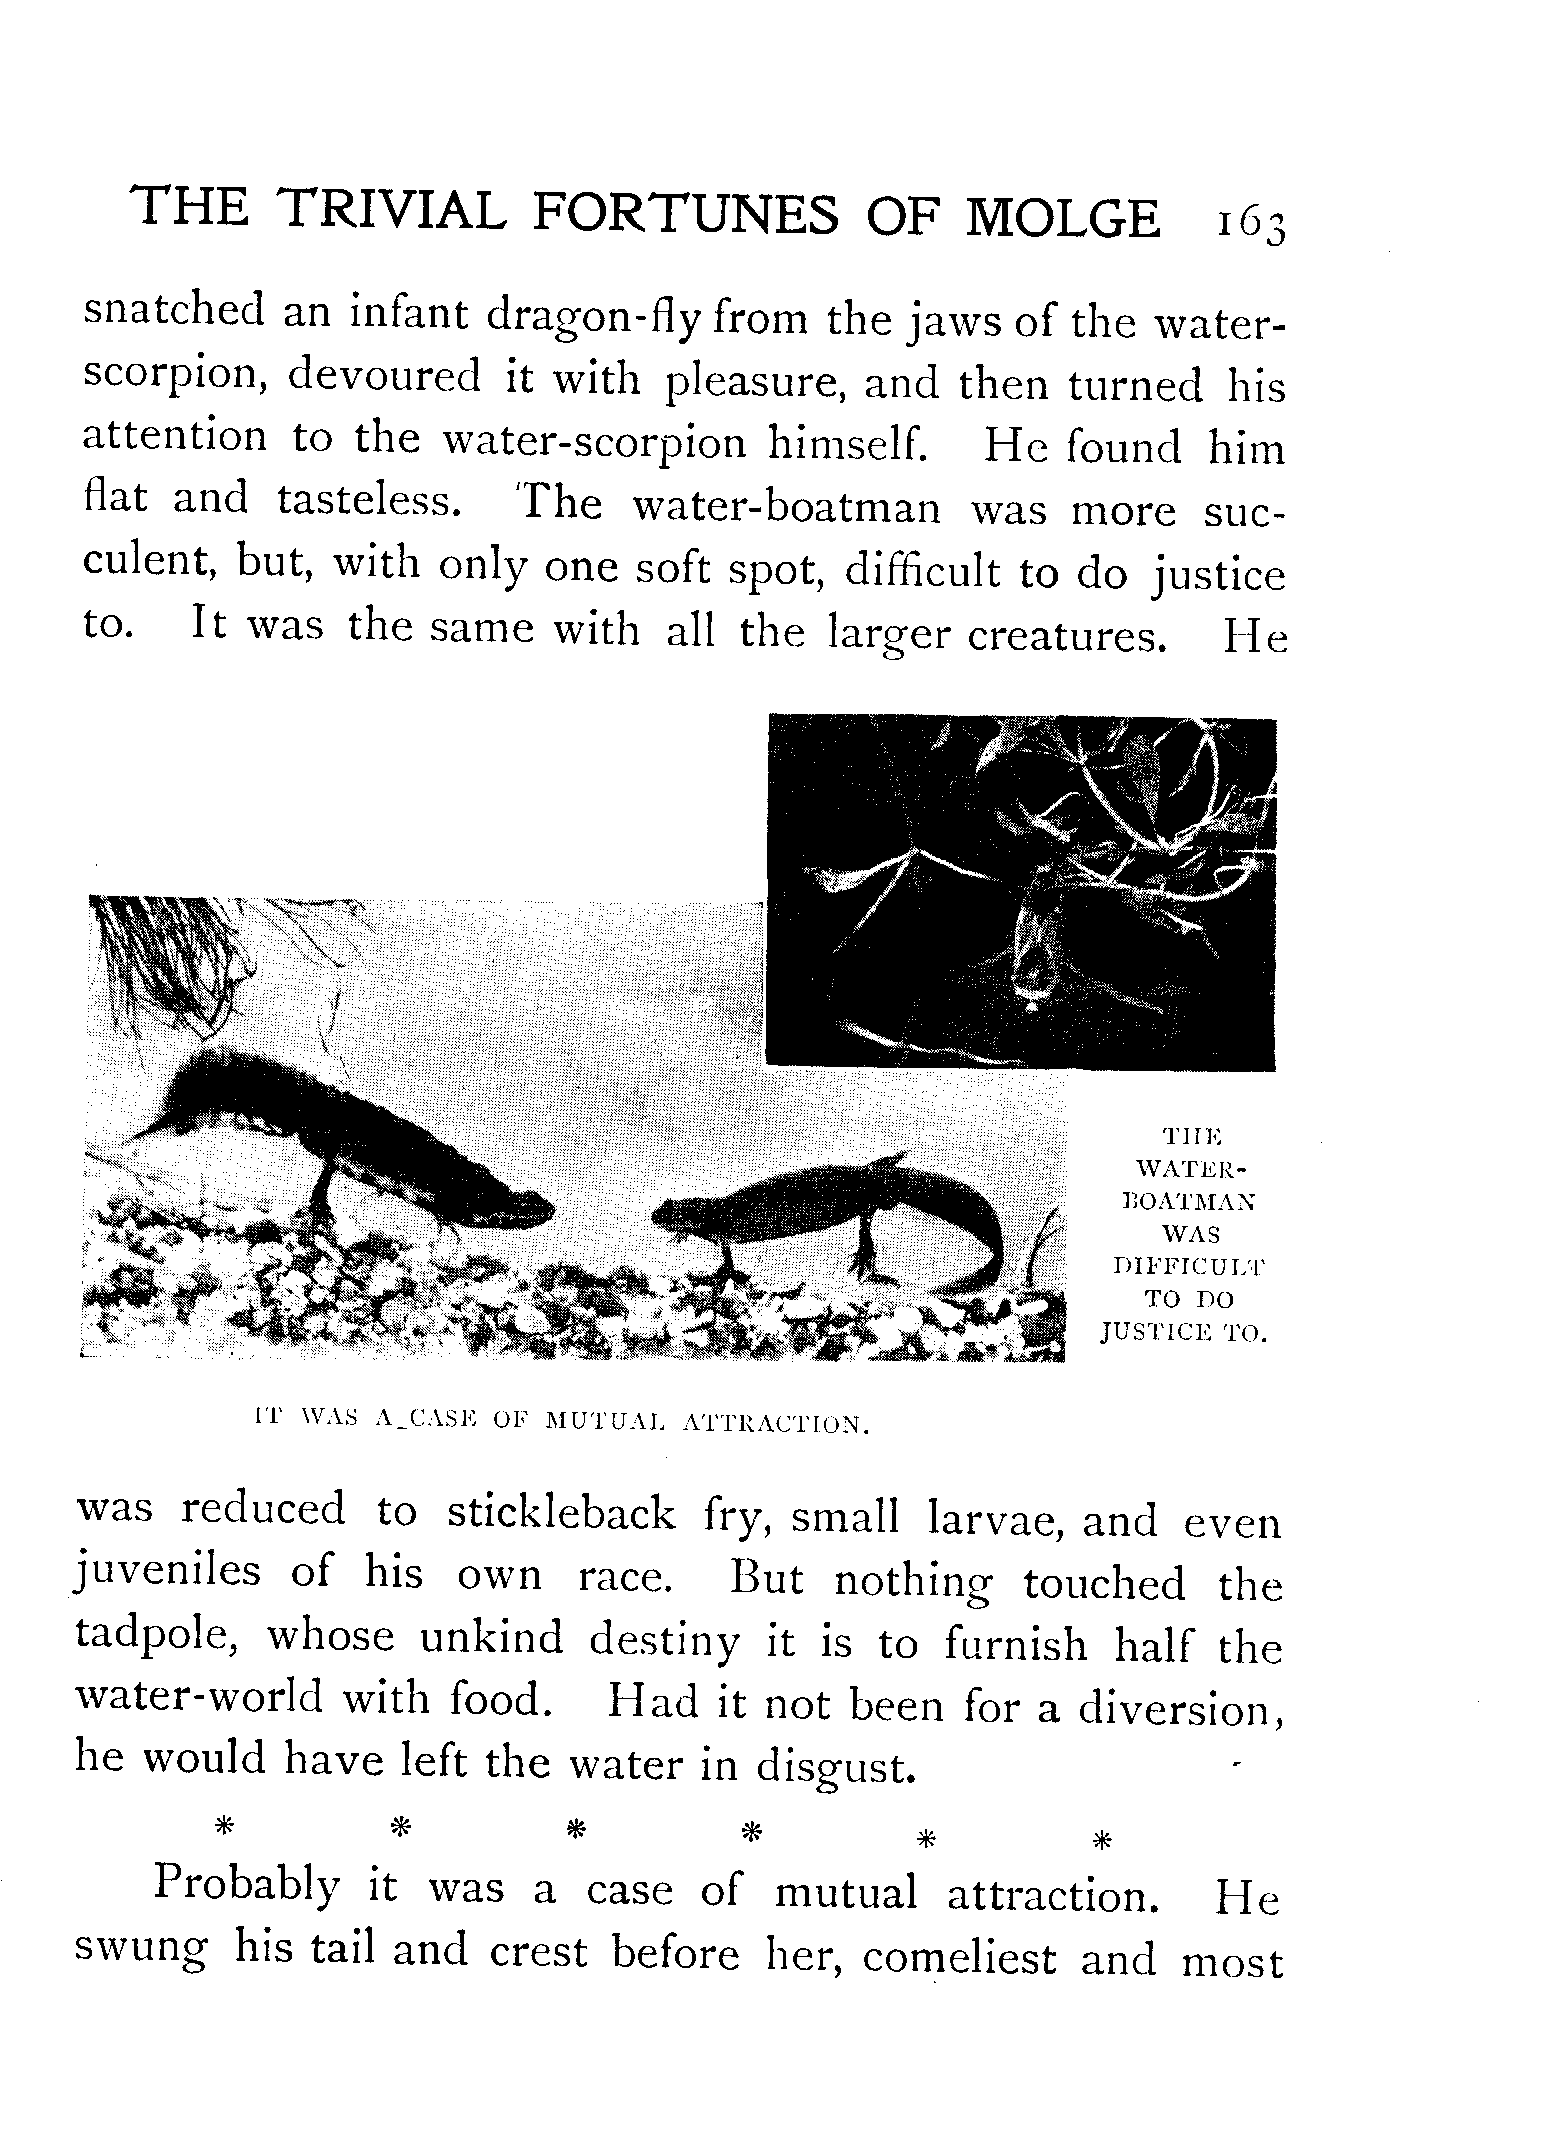 THE TRIVIAL FORTUNES OF MOLGE 163
snatched an infant dragon-fly from the jaws of the water-
scorpion, devoured it with pleasure, and then turned his
attention to the water-scorpion himself. He found him
flat and tasteless. The water-boatman was more suc-
culent, but, with only one soft spot, difficult to do justice
to. It was the same with all the larger creatures. He
THE
WATER-
BOATMAN
WAS
DIFFICULT
TO DO
JUSTICE TO.
IT WAS A CASE OF MUTUAL ATTRACTION.
was reduced to stickleback fry, small larvae, and even
juveniles of his own race. But nothing touched the
tadpole, whose unkind destiny it is to furnish half the
water-world with food. Had it not been for a diversion,
he would have left the water in disgust.
* * * * * *
Probably it was a case of mutual attraction. He
swung his tail and crest before her, comeliest and most